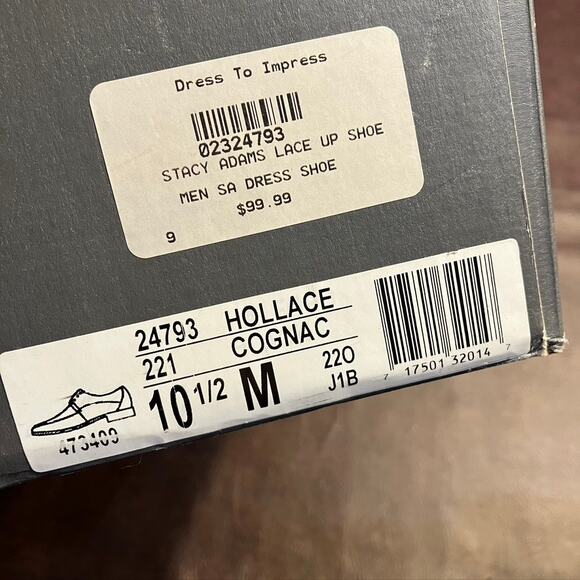 Dress To Impress
02324793
STACY ADAMS LACE UP SHOE
MEN SA DRESS SHOE
9 $99.99
24793 HOLLACE
221 COGNAC
10 1/2 M 220
J1B
473409
7 17501 32014 7